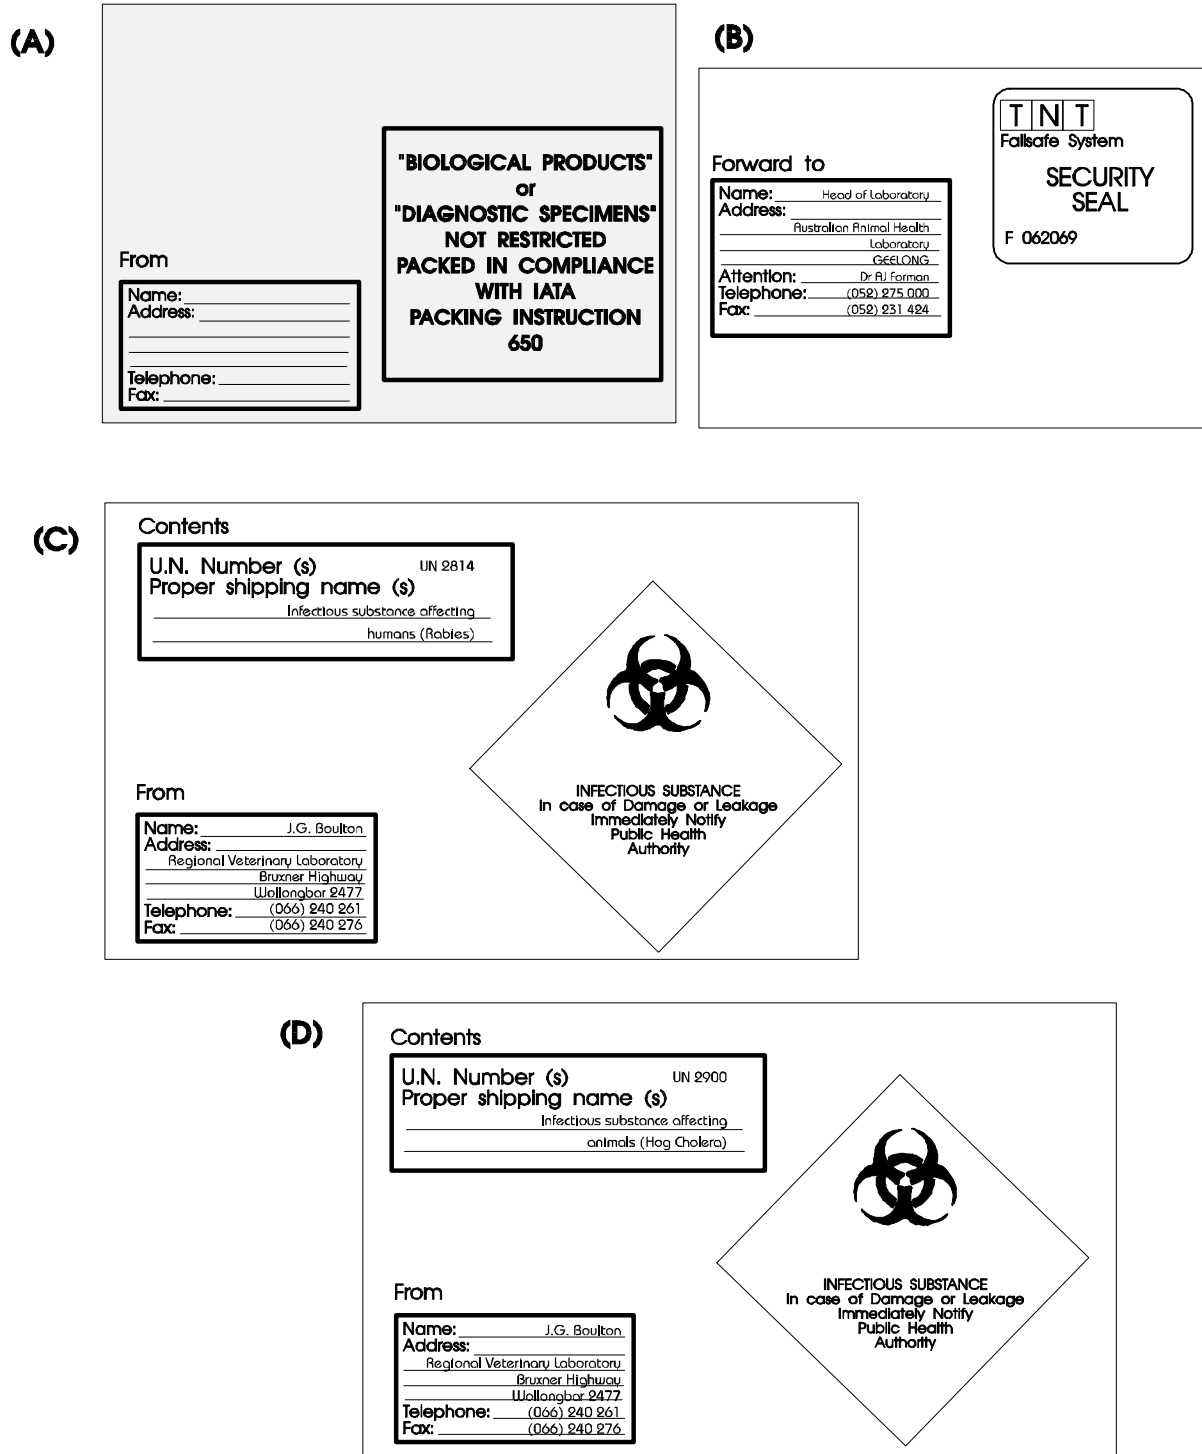 (A)
"BIOLOGICAL PRODUCTS"
or
"DIAGNOSTIC SPECIMENS"
NOT RESTRICTED
PACKED IN COMPLIANCE
WITH IATA
PACKING INSTRUCTION
650
From
Name:
Address:
Telephone:
Fax:
(B)
TNT
Failsafe System
SECURITY
SEAL
F 062069
Forward to
Name: Head of Laboratory
Address:
Australian Animal Health
Laboratory
GEELONG
Attention: Dr AJ Forman
Telephone: (052) 275 000
Fax: (052) 231 424
(C)
Contents
U.N. Number (s) UN 2814
Proper shipping name (s)
Infectious substance affecting
humans (Rabies)
INFECTIOUS SUBSTANCE
In case of Damage or Leakage
Immediately Notify
Public Health
Authority
From
Name: J.G. Boulton
Address:
Regional Veterinary Laboratory
Bruxner Highway
Wollongbar 2477
Telephone: (066) 240 261
Fax: (066) 240 276
(D)
Contents
U.N. Number (s) UN 2900
Proper shipping name (s)
Infectious substance affecting
animals (Hog Cholera)
INFECTIOUS SUBSTANCE
In case of Damage or Leakage
Immediately Notify
Public Health
Authority
From
Name: J.G. Boulton
Address:
Regional Veterinary Laboratory
Bruxner Highway
Wollongbar 2477
Telephone: (066) 240 261
Fax: (066) 240 276